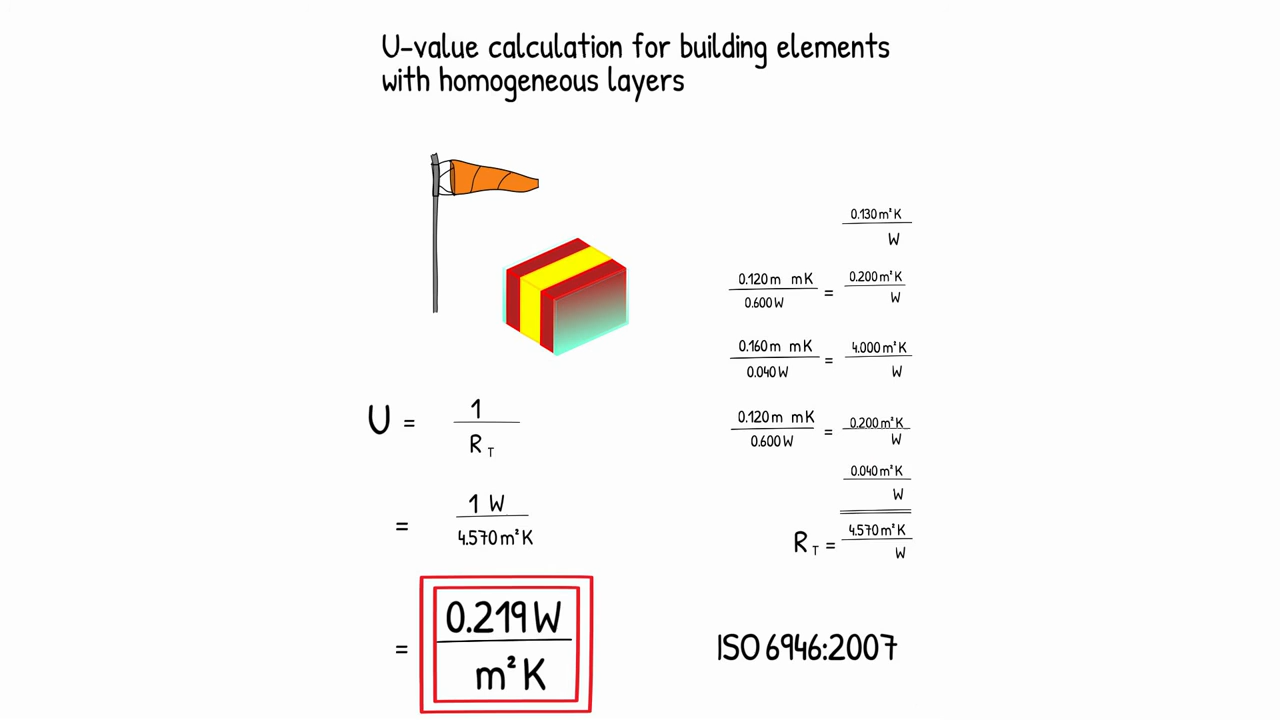 U-value calculation for building elements
with homogeneous layers
0.130 m² K
W
0.120 m mK
0.600 W
=
0.200 m² K
W
0.160 m mK
0.040 W
=
4.000 m² K
W
0.120 m mK
0.600 W
=
0.200 m² K
W
0.040 m² K
W
R T =
4.570 m² K
W
U =
1
R T
=
1 W
4.570 m² K
=
0.219 W
m² K
ISO 6946:2007